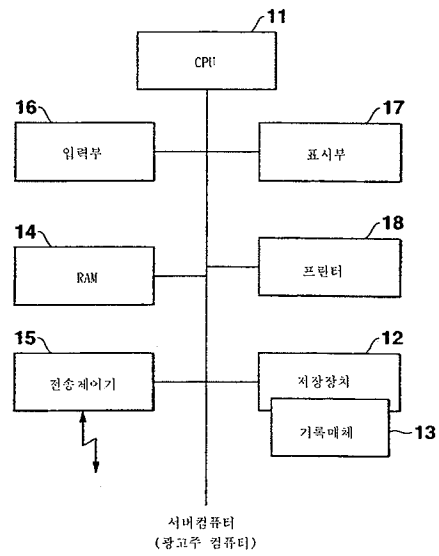 11
CPU
16
입력부
17
표시부
14
RAM
18
프린터
15
전송제어기
12
저장장치
기록매체
13
서버컴퓨터
(광고주 컴퓨터)